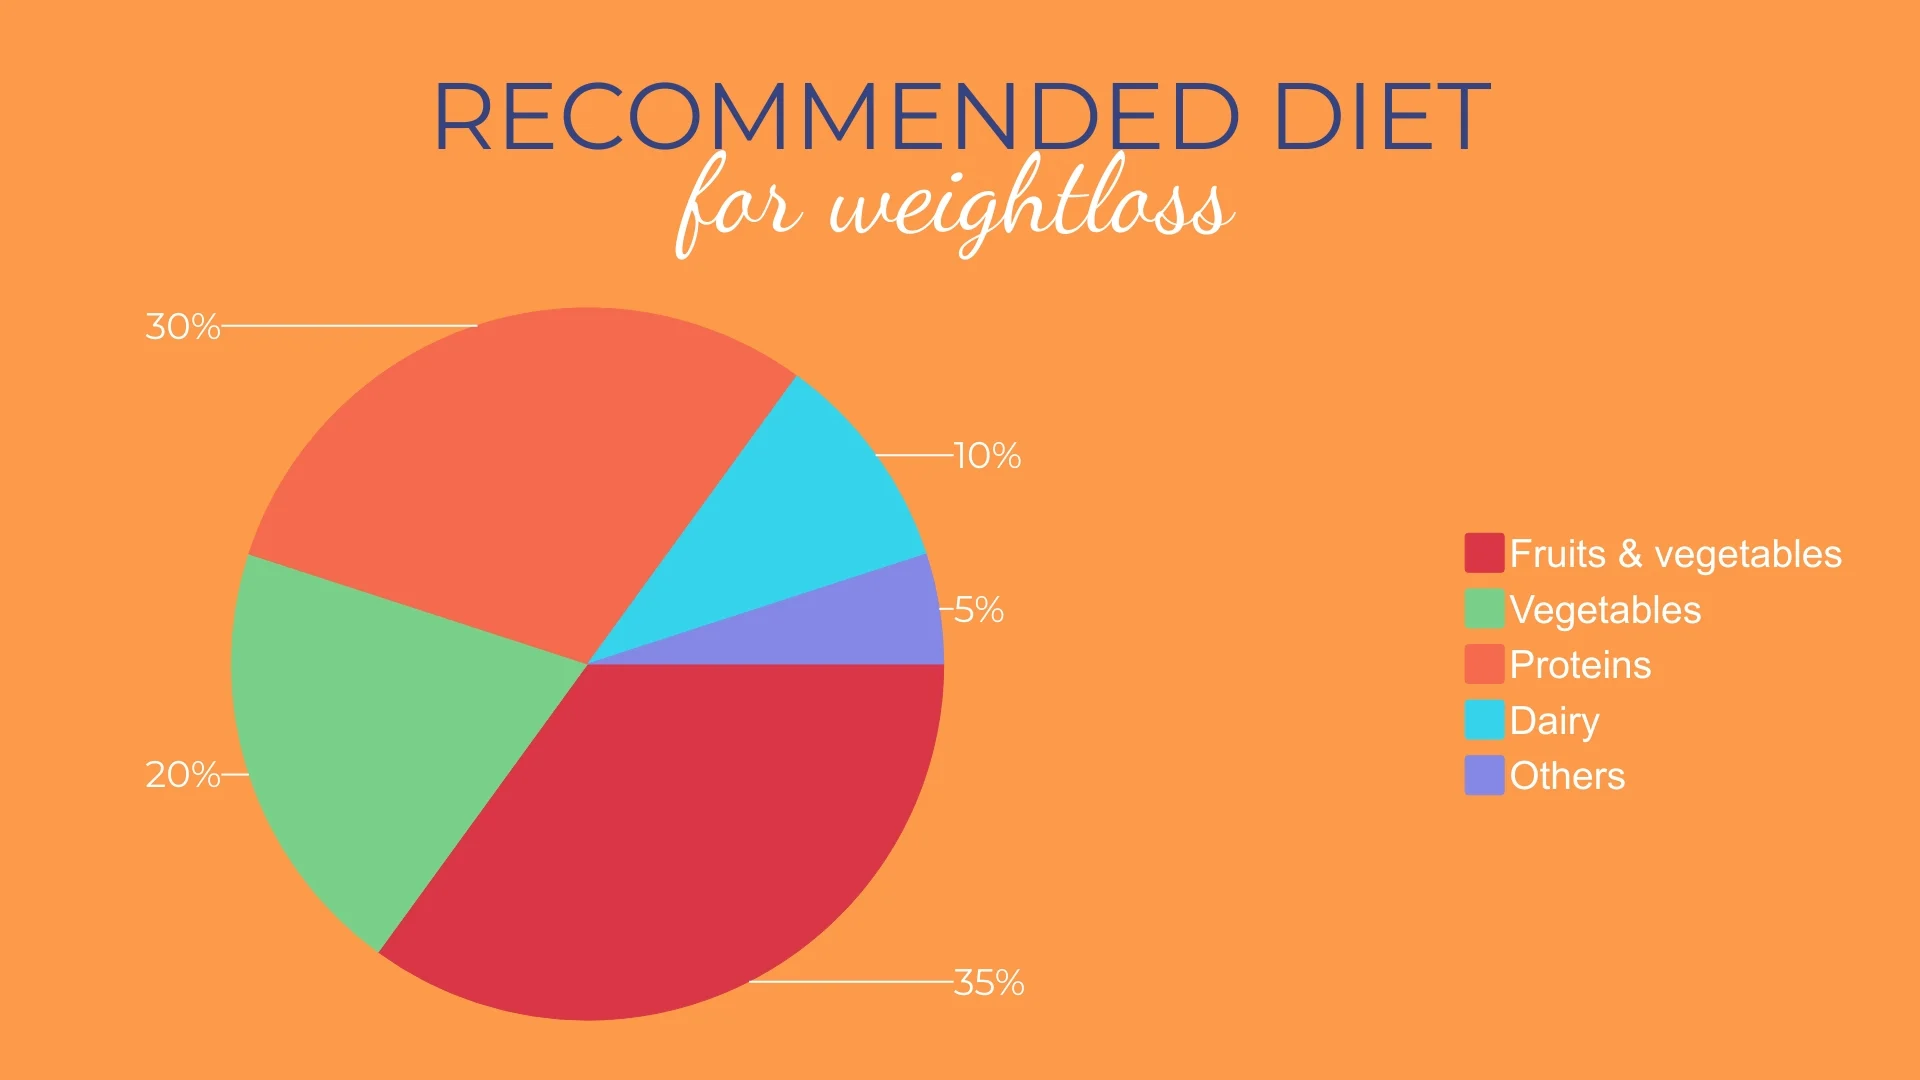 RECOMMENDED DIET
for weightloss
30%
10%
5%
20%
35%
Fruits & vegetables
Vegetables
Proteins
Dairy
Others